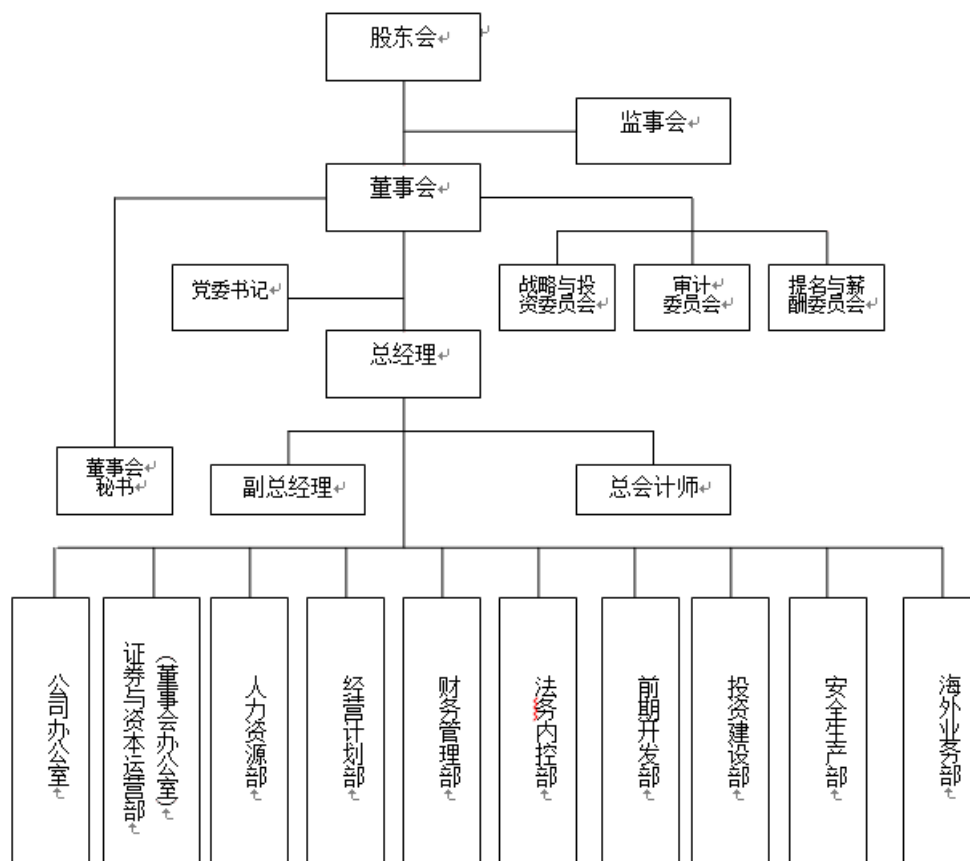 股东会
监事会
董事会
党委书记
战略与投
资委员会
审计
委员会
提名与薪
酬委员会
总经理
董事会
秘书
副总经理
总会计师
公司办公室
(董事会办公室)
证券与资本运营部
人力资源部
经营计划部
财务管理部
法务内控部
前期开发部
投资建设部
安全生产部
海外业务部